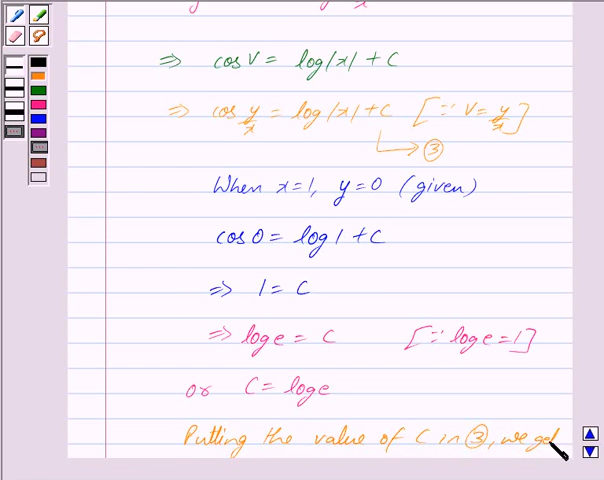 ⇒ cos V = log|x| + C
⇒ cos y/x = log|x| + C [∵ V = y/x]
③
When x=1, y=0 (given)
cos 0 = log 1 + C
⇒ 1 = C
⇒ log e = C [∵ log e = 1]
or C = log e
Putting the value of C in ③, we get